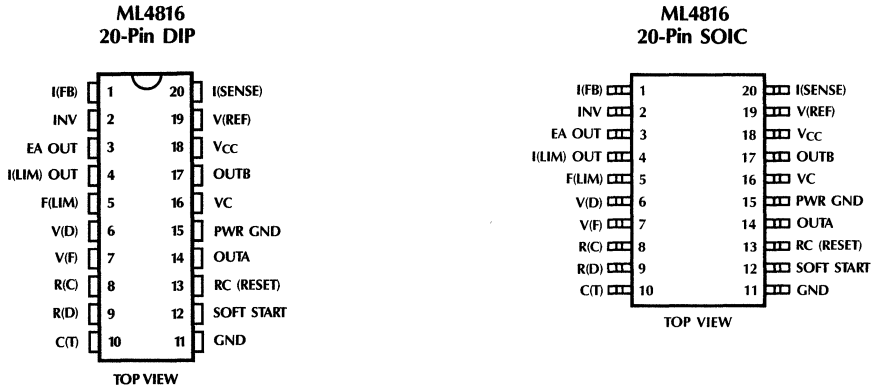 ML4816
20-Pin DIP
I(FB) 1 20 I(SENSE)
INV 2 19 V(REF)
EA OUT 3 18 VCC
I(LIM) OUT 4 17 OUTB
F(LIM) 5 16 VC
V(D) 6 15 PWR GND
V(F) 7 14 OUTA
R(C) 8 13 RC (RESET)
R(D) 9 12 SOFT START
C(T) 10 11 GND
TOP VIEW
ML4816
20-Pin SOIC
I(FB) 1 20 I(SENSE)
INV 2 19 V(REF)
EA OUT 3 18 VCC
I(LIM) OUT 4 17 OUTB
F(LIM) 5 16 VC
V(D) 6 15 PWR GND
V(F) 7 14 OUTA
R(C) 8 13 RC (RESET)
R(D) 9 12 SOFT START
C(T) 10 11 GND
TOP VIEW